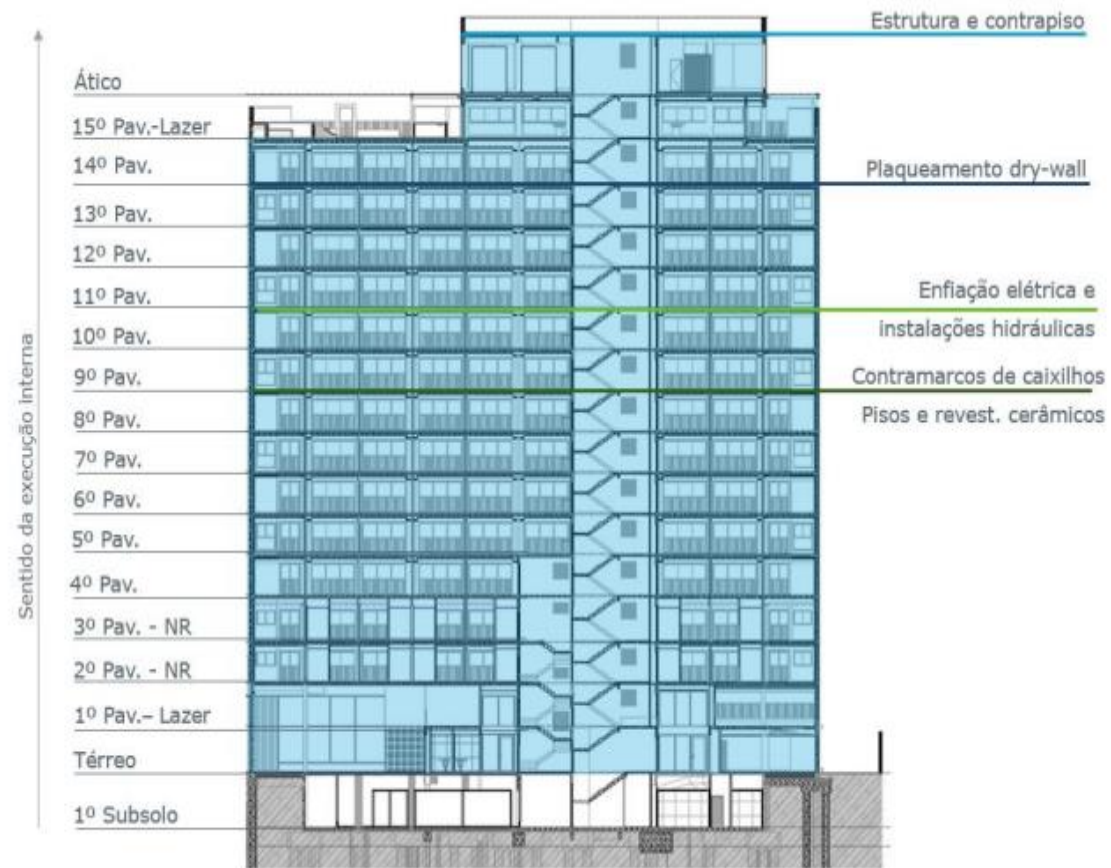 Estrutura e contrapiso
Ático
15º Pav.-Lazer
14º Pav.
Plaqueamento dry-wall
13º Pav.
12º Pav.
11º Pav.
Enfiação elétrica e
instalações hidráulicas
10º Pav.
9º Pav.
Contramarcos de caixilhos
Pisos e revest. cerâmicos
8º Pav.
7º Pav.
6º Pav.
5º Pav.
4º Pav.
3º Pav. - NR
2º Pav. - NR
1º Pav.– Lazer
Térreo
1º Subsolo
Sentido da execução interna